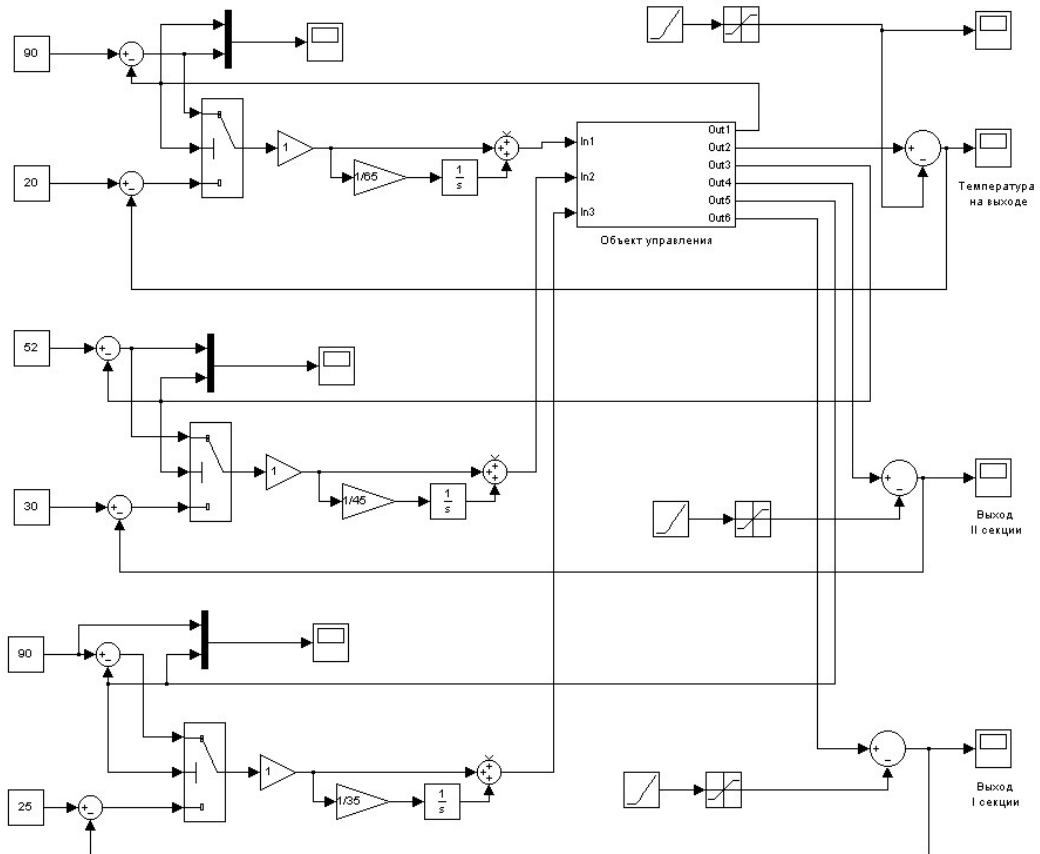 90
20
1
1/65
1
s
In1
In2
In3
Out1
Out2
Out3
Out4
Out5
Out6
Объект управления
Температура
на выходе
52
30
1
1/45
1
s
Выход
II секции
90
25
1
1/35
1
s
Выход
I секции